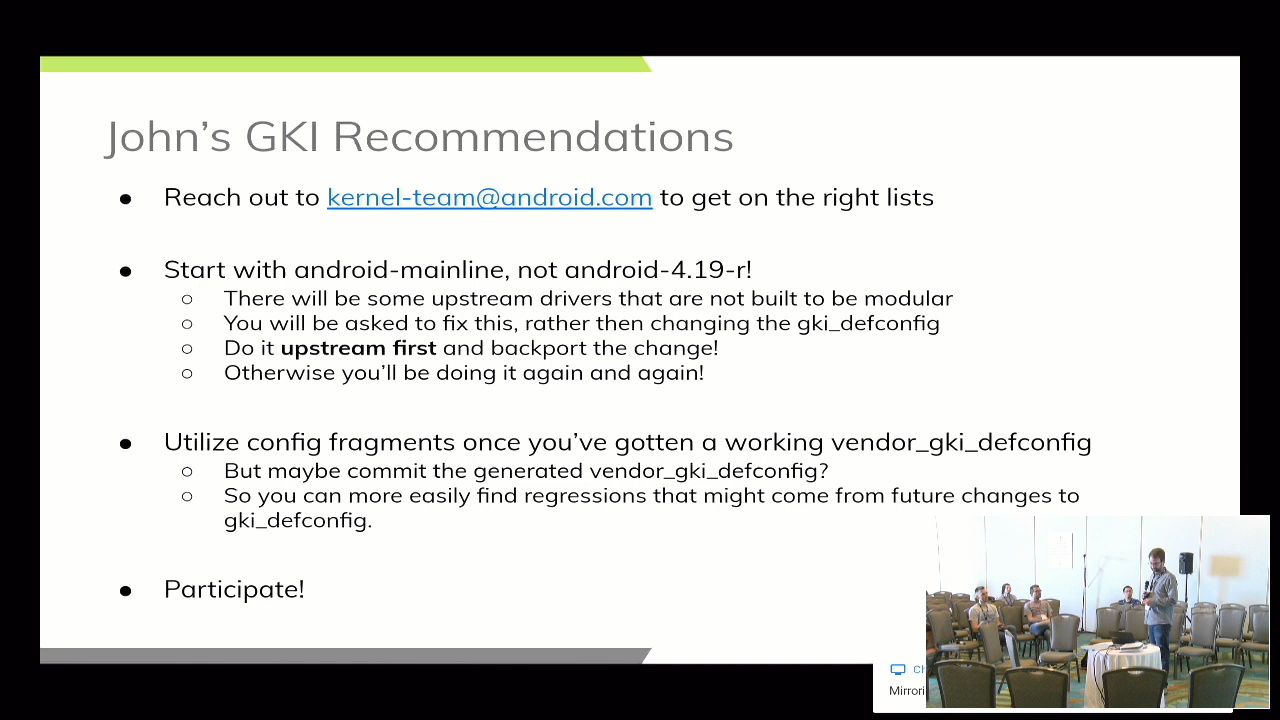 John's GKI Recommendations
● Reach out to kernel-team@android.com to get on the right lists
● Start with android-mainline, not android-4.19-r!
○ There will be some upstream drivers that are not built to be modular
○ You will be asked to fix this, rather then changing the gki_defconfig
○ Do it upstream first and backport the change!
○ Otherwise you'll be doing it again and again!
● Utilize config fragments once you've gotten a working vendor_gki_defconfig
○ But maybe commit the generated vendor_gki_defconfig?
○ So you can more easily find regressions that might come from future changes to
gki_defconfig.
● Participate!